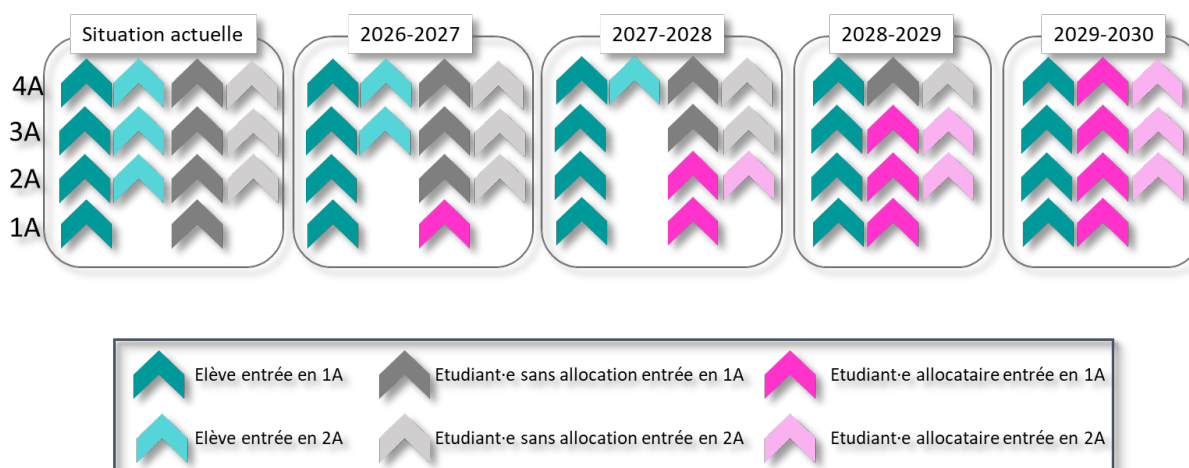 Situation actuelle
2026-2027
2027-2028
2028-2029
2029-2030
4A
3A
2A
1A
Elève entrée en 1A
Etudiant·e sans allocation entrée en 1A
Etudiant·e allocataire entrée en 1A
Elève entrée en 2A
Etudiant·e sans allocation entrée en 2A
Etudiant·e allocataire entrée en 2A